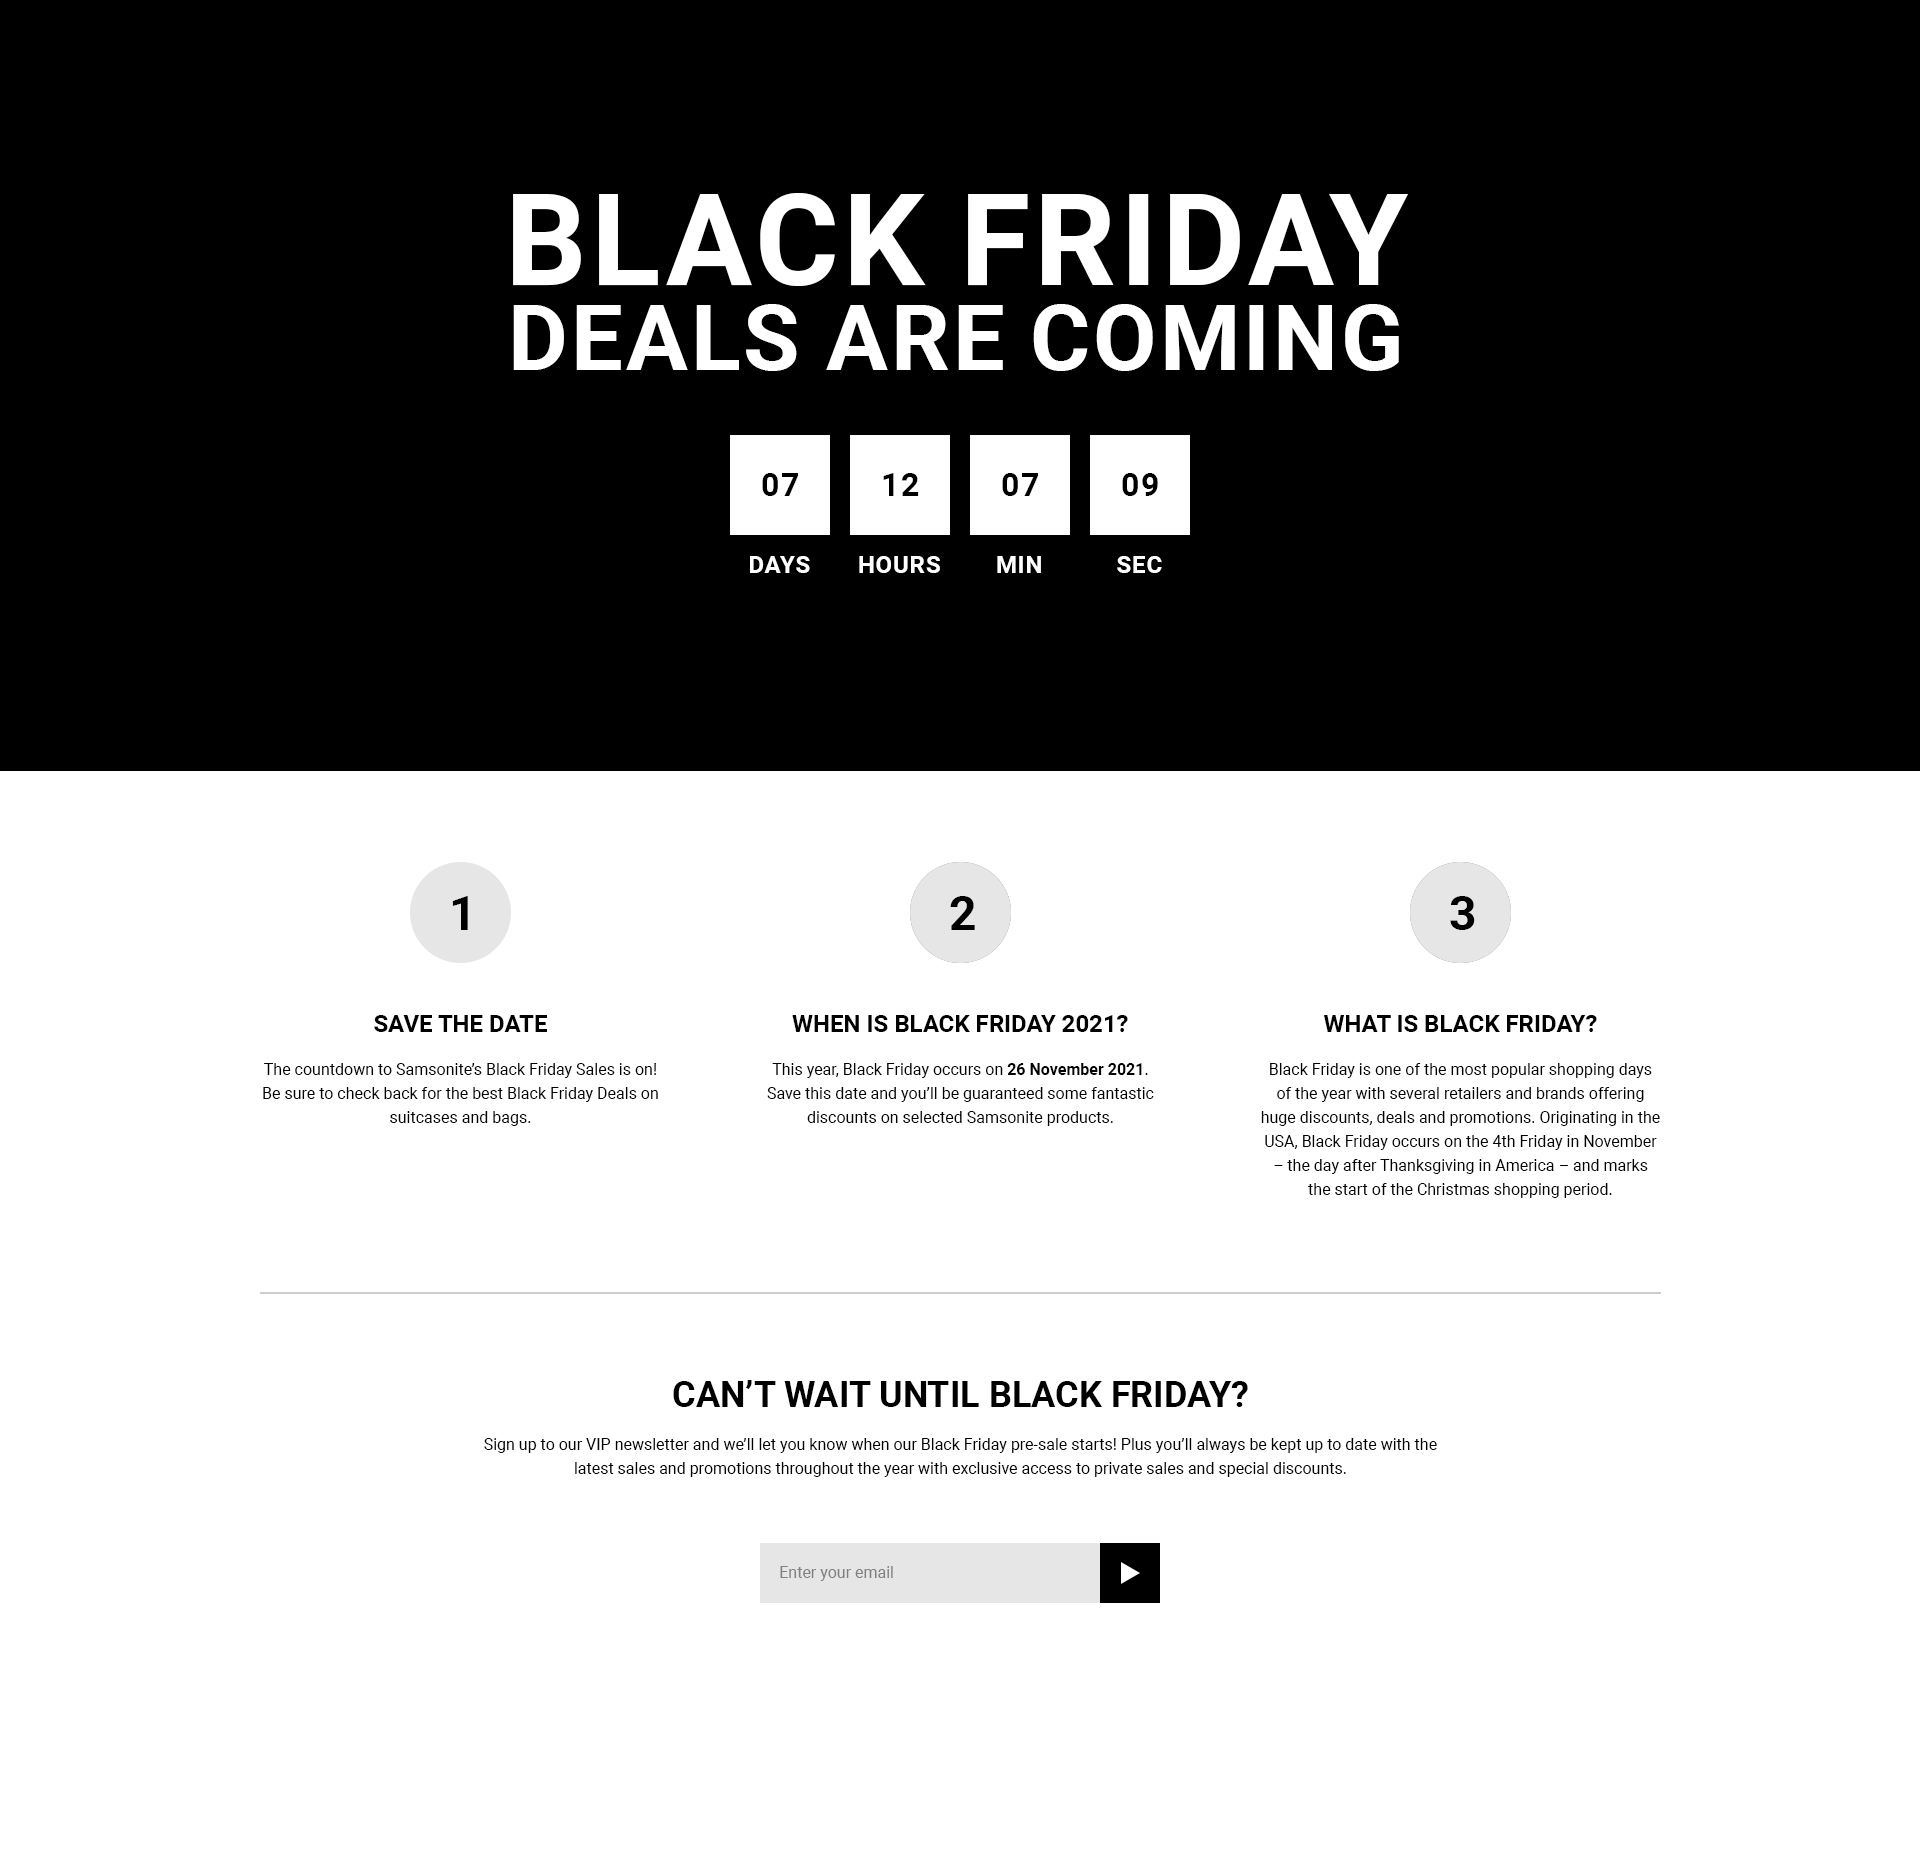 BLACK FRIDAY
DEALS ARE COMING
07 12 07 09
DAYS HOURS MIN SEC
1
SAVE THE DATE
The countdown to Samsonite’s Black Friday Sales is on!
Be sure to check back for the best Black Friday Deals on
suitcases and bags.
2
WHEN IS BLACK FRIDAY 2021?
This year, Black Friday occurs on 26 November 2021.
Save this date and you’ll be guaranteed some fantastic
discounts on selected Samsonite products.
3
WHAT IS BLACK FRIDAY?
Black Friday is one of the most popular shopping days
of the year with several retailers and brands offering
huge discounts, deals and promotions. Originating in the
USA, Black Friday occurs on the 4th Friday in November
– the day after Thanksgiving in America – and marks
the start of the Christmas shopping period.
CAN’T WAIT UNTIL BLACK FRIDAY?
Sign up to our VIP newsletter and we’ll let you know when our Black Friday pre-sale starts! Plus you’ll always be kept up to date with the
latest sales and promotions throughout the year with exclusive access to private sales and special discounts.
Enter your email